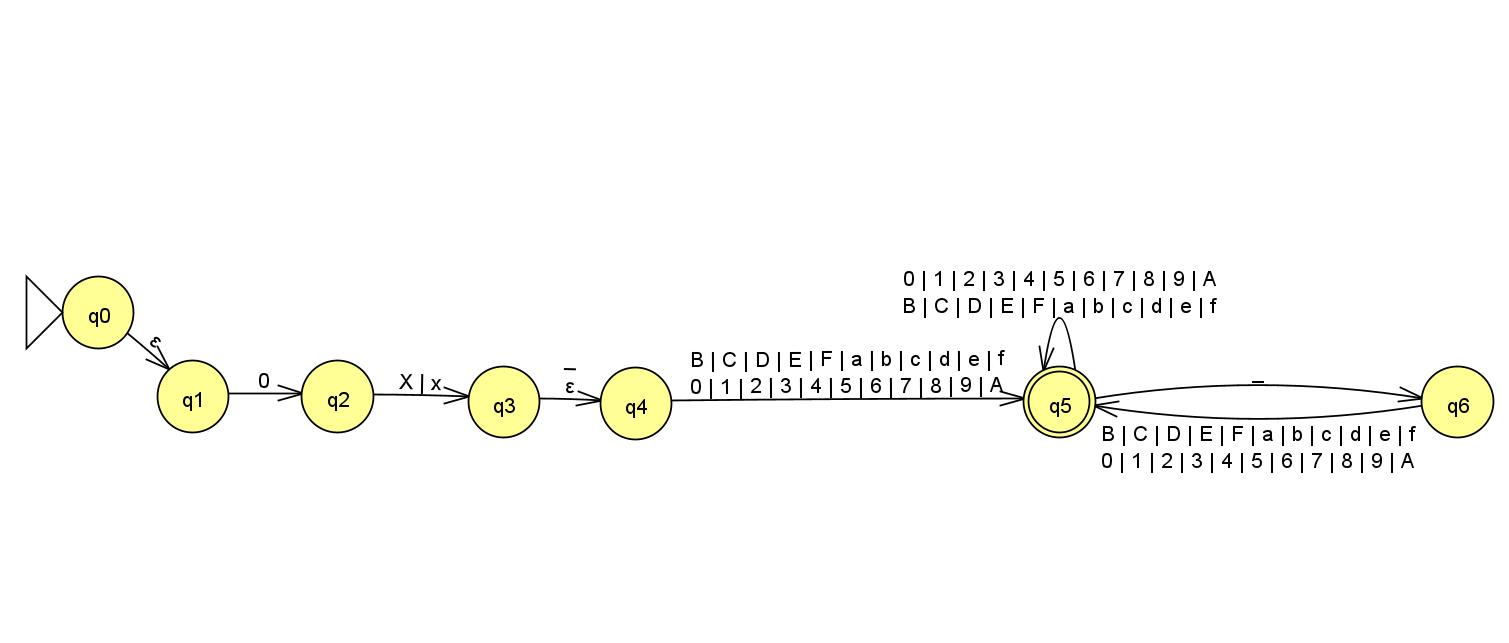 0 | 1 | 2 | 3 | 4 | 5 | 6 | 7 | 8 | 9 | A
B | C | D | E | F | a | b | c | d | e | f
q0
ε
q1
0
q2
X | x
q3
_
ε
q4
B | C | D | E | F | a | b | c | d | e | f
0 | 1 | 2 | 3 | 4 | 5 | 6 | 7 | 8 | 9 | A
q5
_
q6
B | C | D | E | F | a | b | c | d | e | f
0 | 1 | 2 | 3 | 4 | 5 | 6 | 7 | 8 | 9 | A